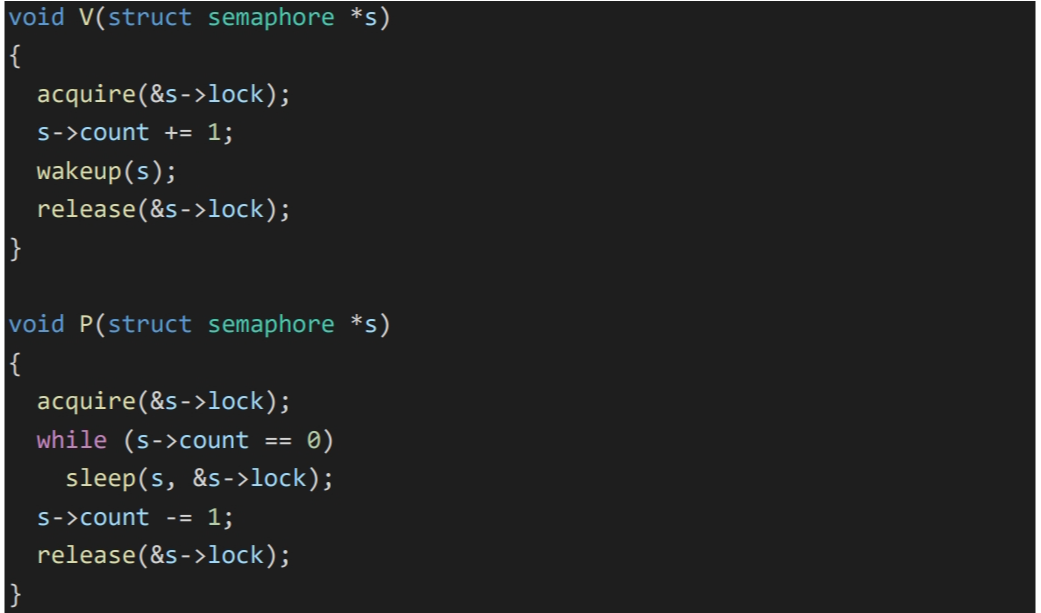 void V(struct semaphore *s)
{
  acquire(&s->lock);
  s->count += 1;
  wakeup(s);
  release(&s->lock);
}

void P(struct semaphore *s)
{
  acquire(&s->lock);
  while (s->count == 0)
    sleep(s, &s->lock);
  s->count -= 1;
  release(&s->lock);
}